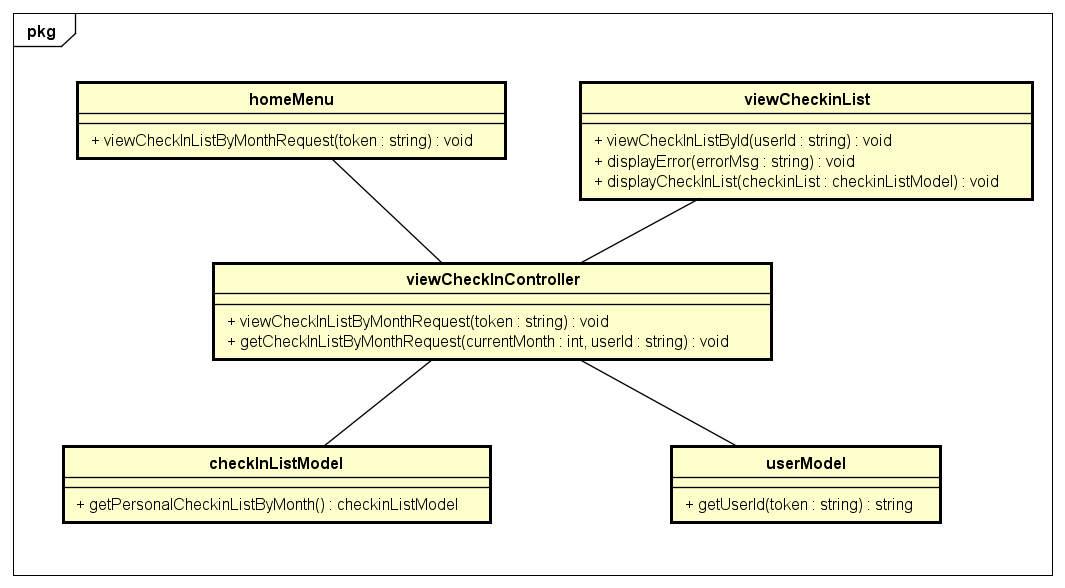 pkg
homeMenu
+ viewCheckInListByMonthRequest(token : string) : void
viewCheckinList
+ viewCheckInListById(userId : string) : void
+ displayError(errorMsg : string) : void
+ displayCheckInList(checkinList : checkinListModel) : void
viewCheckInController
+ viewCheckInListByMonthRequest(token : string) : void
+ getCheckInListByMonthRequest(currentMonth : int, userId : string) : void
checkInListModel
+ getPersonalCheckinListByMonth() : checkinListModel
userModel
+ getUserId(token : string) : string